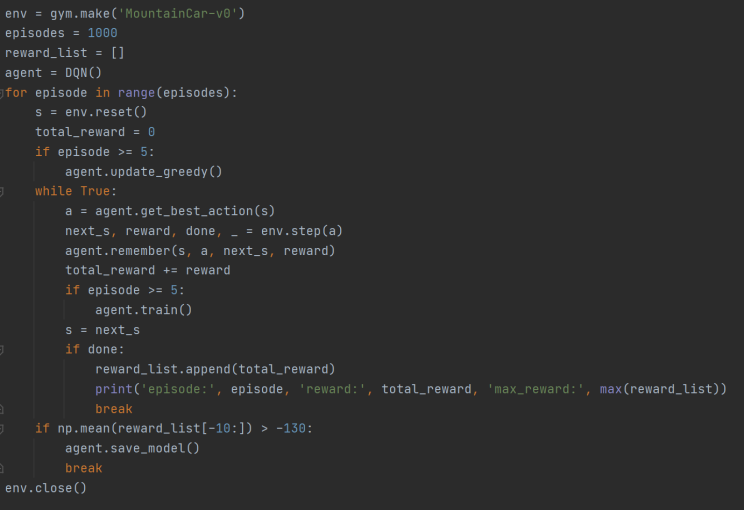 env = gym.make('MountainCar-v0')
episodes = 1000
reward_list = []
agent = DQN()
for episode in range(episodes):
    s = env.reset()
    total_reward = 0
    if episode >= 5:
        agent.update_greedy()
    while True:
        a = agent.get_best_action(s)
        next_s, reward, done, _ = env.step(a)
        agent.remember(s, a, next_s, reward)
        total_reward += reward
        if episode >= 5:
            agent.train()
        s = next_s
        if done:
            reward_list.append(total_reward)
            print('episode:', episode, 'reward:', total_reward, 'max_reward:', max(reward_list))
            break
    if np.mean(reward_list[-10:]) > -130:
        agent.save_model()
        break
env.close()